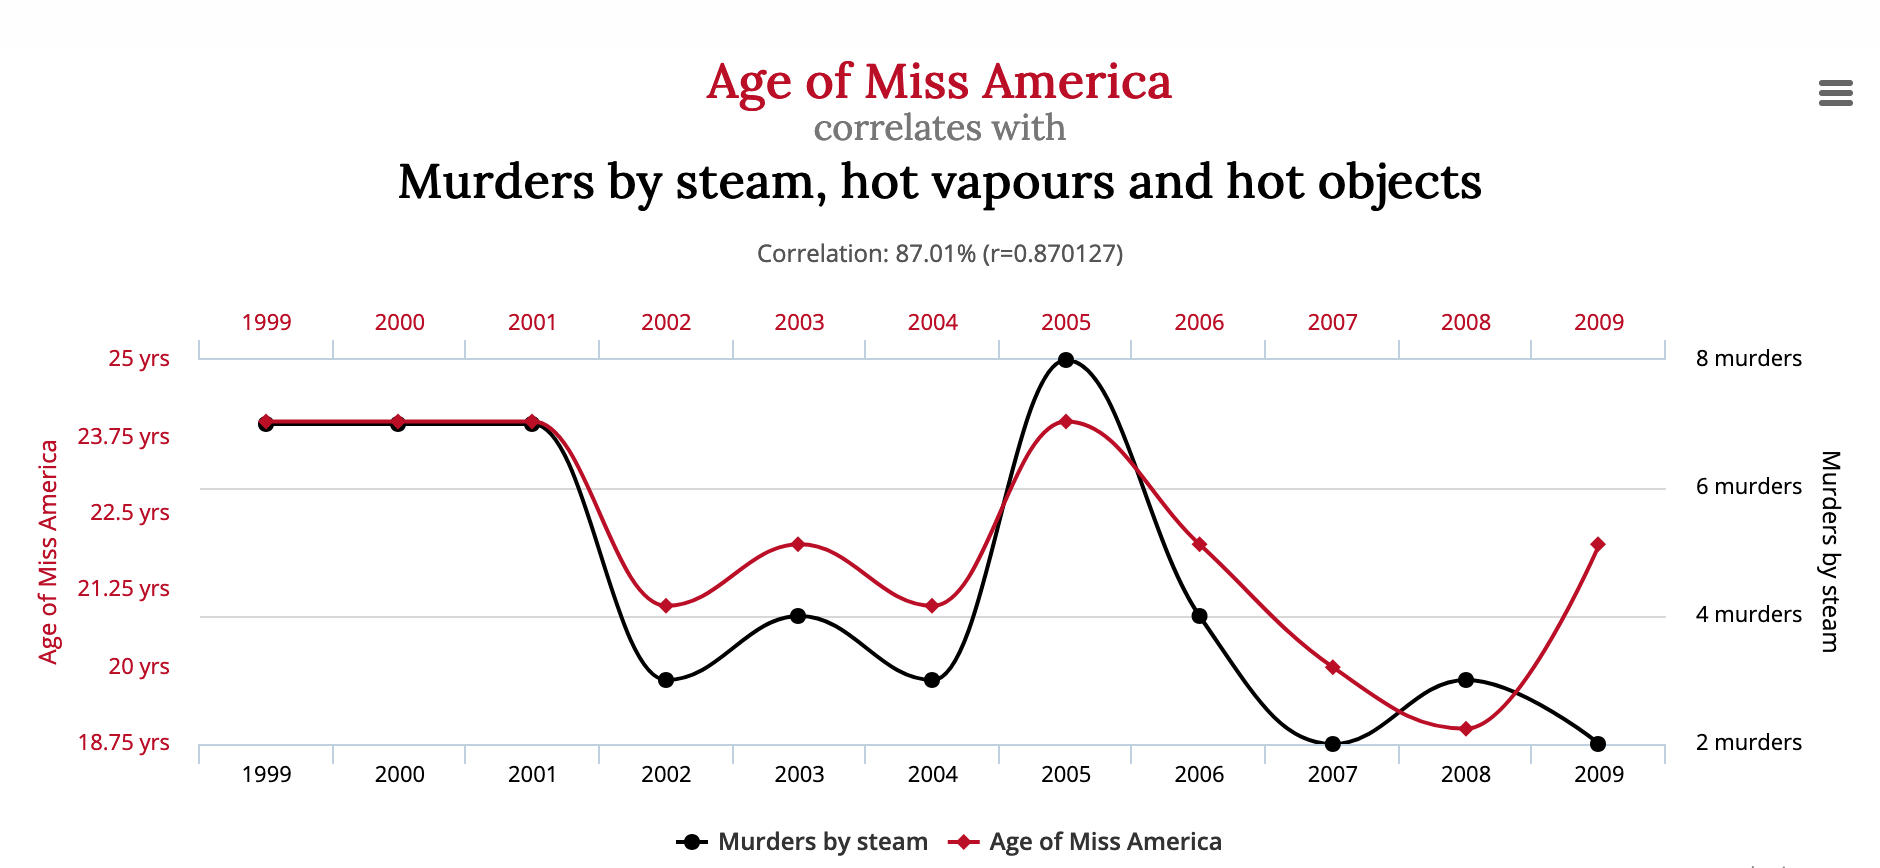 Age of Miss America
correlates with
Murders by steam, hot vapours and hot objects
Correlation: 87.01% (r=0.870127)
1999 2000 2001 2002 2003 2004 2005 2006 2007 2008 2009
25 yrs
23.75 yrs
22.5 yrs
21.25 yrs
20 yrs
18.75 yrs
Age of Miss America
8 murders
6 murders
4 murders
2 murders
Murders by steam
1999 2000 2001 2002 2003 2004 2005 2006 2007 2008 2009
Murders by steam Age of Miss America